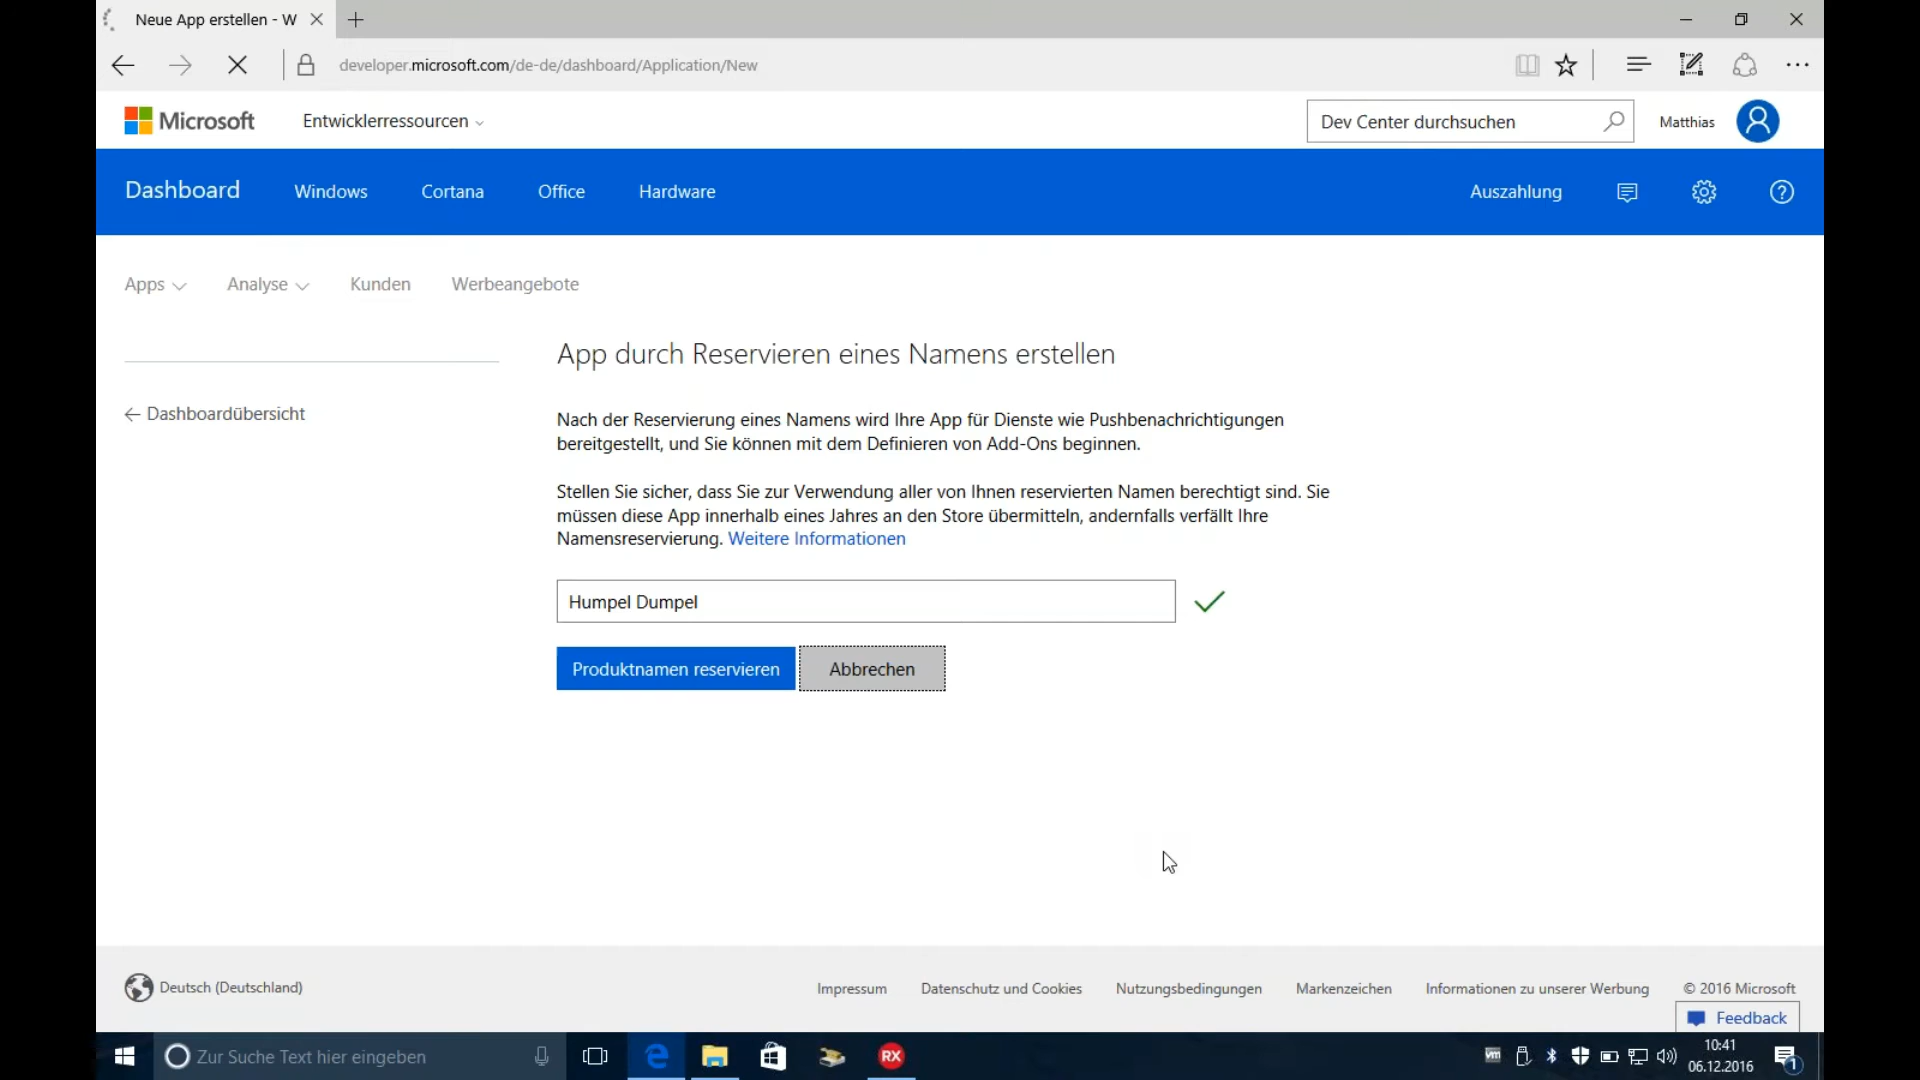 Neue App erstellen - W
developer.microsoft.com/de-de/dashboard/Application/New
Microsoft
Entwicklerressourcen
Dev Center durchsuchen
Matthias
Dashboard
Windows
Cortana
Office
Hardware
Auszahlung
Apps
Analyse
Kunden
Werbeangebote
App durch Reservieren eines Namens erstellen
Dashboardübersicht
Nach der Reservierung eines Namens wird Ihre App für Dienste wie Pushbenachrichtigungen
bereitgestellt, und Sie können mit dem Definieren von Add-Ons beginnen.
Stellen Sie sicher, dass Sie zur Verwendung aller von Ihnen reservierten Namen berechtigt sind. Sie
müssen diese App innerhalb eines Jahres an den Store übermitteln, andernfalls verfällt Ihre
Namensreservierung. Weitere Informationen
Humpel Dumpel
Produktnamen reservieren
Abbrechen
Deutsch (Deutschland)
Impressum
Datenschutz und Cookies
Nutzungsbedingungen
Markenzeichen
Informationen zu unserer Werbung
© 2016 Microsoft
Feedback
Zur Suche Text hier eingeben
RX
vm
10:41
06.12.2016
1